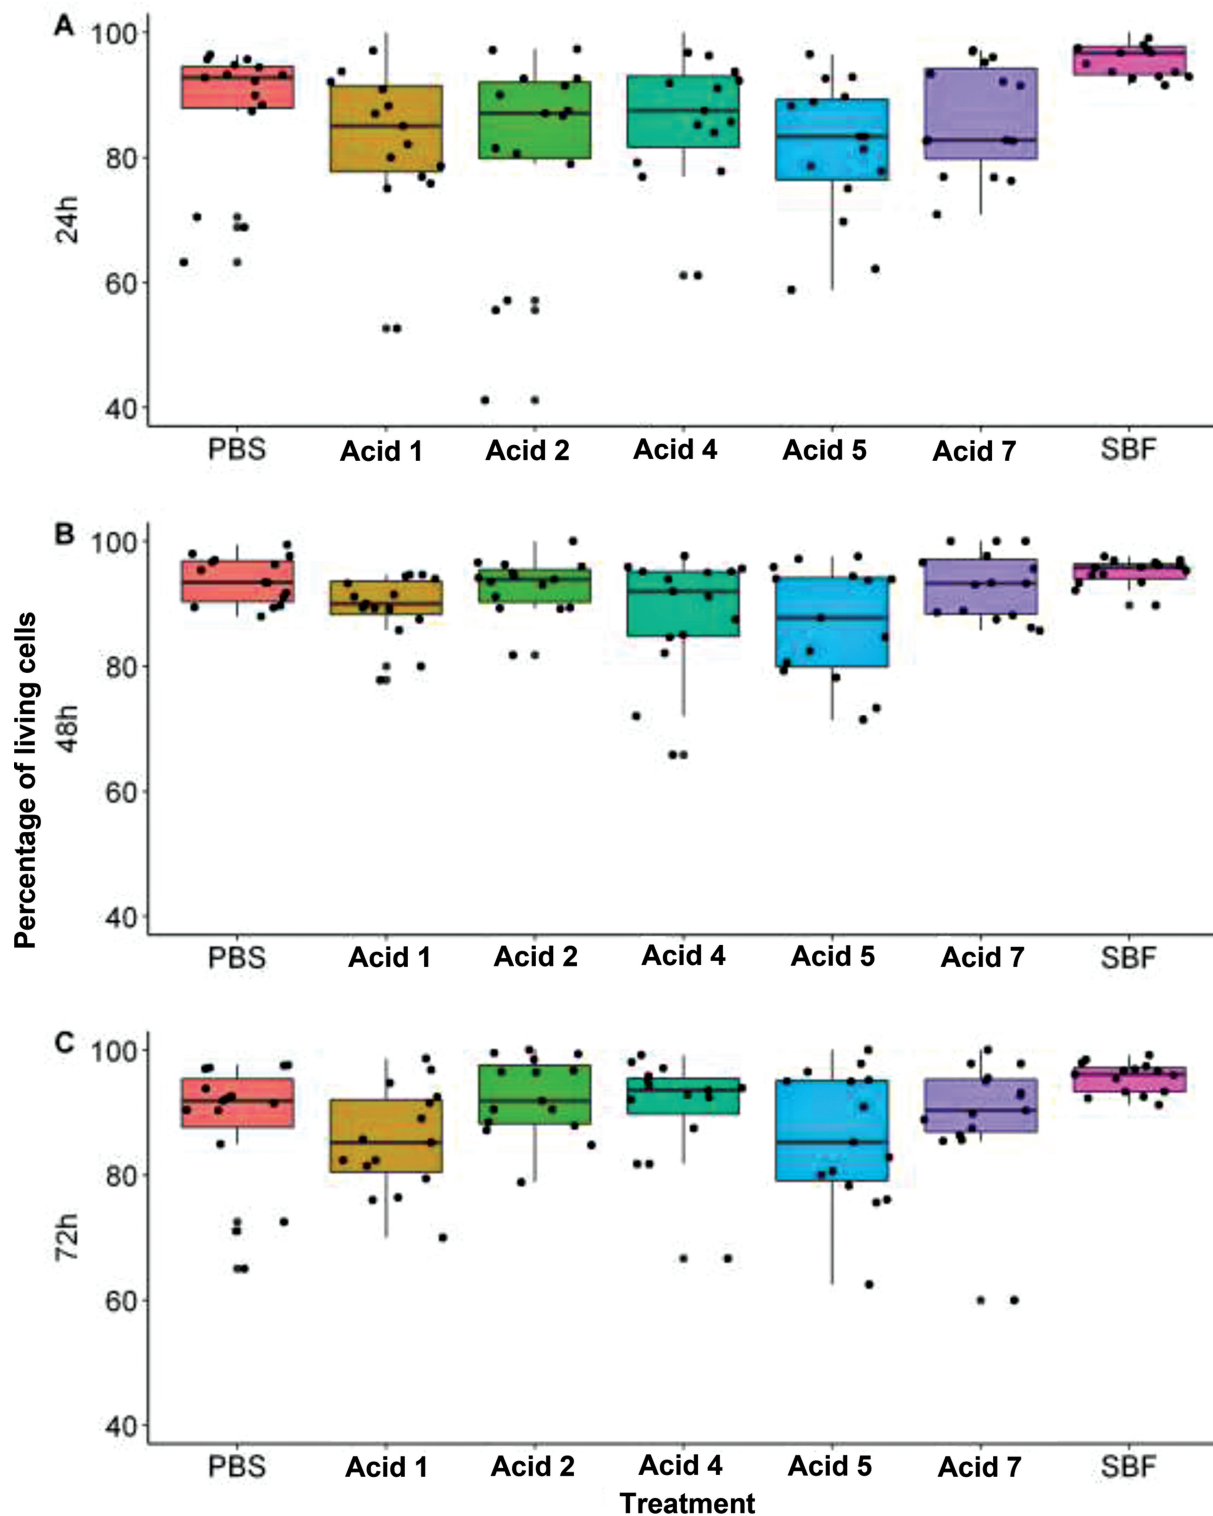 A
100
80
60
40
24h
PBS Acid 1 Acid 2 Acid 4 Acid 5 Acid 7 SBF
B
100
80
60
40
48h
Percentage of living cells
PBS Acid 1 Acid 2 Acid 4 Acid 5 Acid 7 SBF
C
100
80
60
40
72h
PBS Acid 1 Acid 2 Acid 4 Acid 5 Acid 7 SBF
Treatment